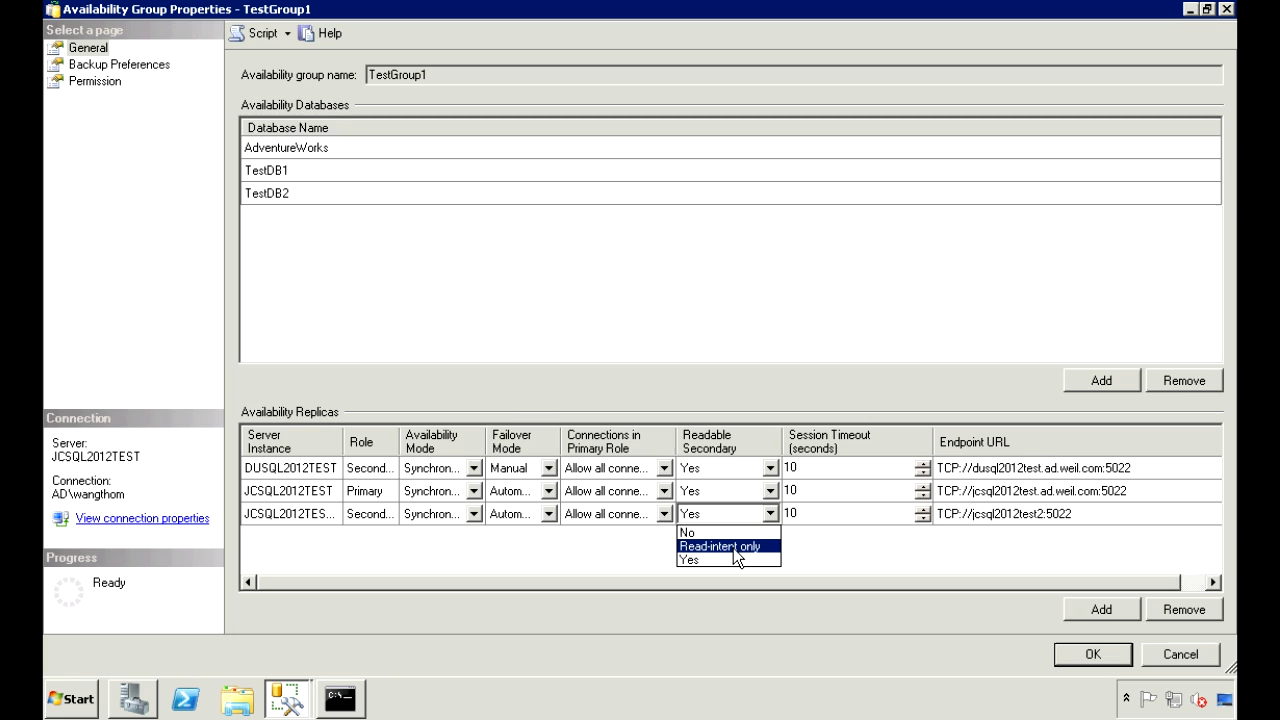 Availability Group Properties - TestGroup1
Select a page
General
Backup Preferences
Permission
Script Help
Availability group name: TestGroup1
Availability Databases
Database Name
AdventureWorks
TestDB1
TestDB2
Add Remove
Connection
Server:
JCSQL2012TEST
Connection:
AD\wangthom
View connection properties
Progress
Ready
Availability Replicas
Server Instance Role Availability Mode Failover Mode Connections in Primary Role Readable Secondary Session Timeout (seconds) Endpoint URL
DUSQL2012TEST Second... Synchron... Manual Allow all conne... Yes 10 TCP://dusql2012test.ad.weil.com:5022
JCSQL2012TEST Primary Synchron... Autom... Allow all conne... Yes 10 TCP://jcsql2012test.ad.weil.com:5022
JCSQL2012TES... Second... Synchron... Autom... Allow all conne... Yes 10 TCP://jcsql2012test2:5022
No
Read-intent only
Yes
Add Remove
OK Cancel
Start C:\.